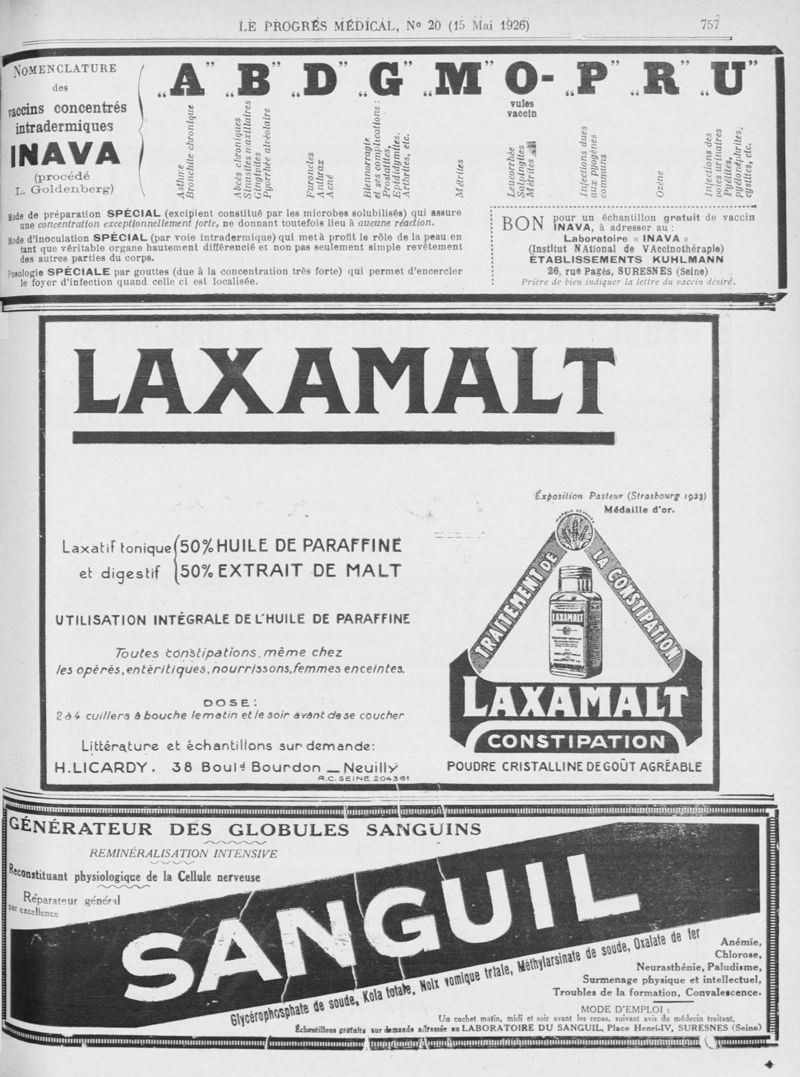 LE PROGRÈS MÉDICAL, No 20 (15 Mai 1926)
757
NOMENCLATURE
des
vaccins concentrés
intradermiques
INAVA
(procédé
L. Goldenberg)
„A”
Asthme
Bronchite chronique
„B”
Abcès chroniques
Sinusites maxillaires
Gingivites
Pyorrhée alvéolaire
„D”
Furoncles
Anthrax
Acné
„G”
Blennorragie
et ses complications :
Prostatites,
Epididymites,
Arthrites, etc.
„M”
Métrites
O-
vules
vaccin
Leucorrhée
Salpingites
Métrites
„P”
Infections dues
aux pyogènes
communs
„R”
Ozène
„U”
Infections des
voies urinaires
Pyélites,
pyélonéphrites,
cystites, etc.
Mode de préparation SPÉCIAL (excipient constitué par les microbes solubilisés) qui assure
une concentration exceptionnellement forte, ne donnant toutefois lieu à aucune réaction.
Mode d'inoculation SPÉCIAL (par voie intradermique) qui met à profit le rôle de la peau en
tant que véritable organe hautement différencié et non pas seulement simple revêtement
des autres parties du corps.
Posologie SPÉCIALE par gouttes (due à la concentration très forte) qui permet d'encercler
le foyer d'infection quand celle ci est localisée.
BON pour un échantillon gratuit de vaccin
INAVA, à adresser au :
Laboratoire « INAVA »
(Institut NAtional de VAccinothérapie)
ÉTABLISSEMENTS KUHLMANN
26, rue Pagès, SURESNES (Seine)
Prière de bien indiquer la lettre du vaccin désiré.
LAXAMALT
Exposition Pasteur (Strasbourg 1923)
Médaille d'or.
Laxatif tonique
et digestif
50% HUILE DE PARAFFINE
50% EXTRAIT DE MALT
UTILISATION INTÉGRALE DE L'HUILE DE PARAFFINE
Toutes constipations, même chez
les opérés, entéritiques, nourrissons, femmes enceintes.
DOSE:
2 à 4 cuillers à bouche le matin et le soir avant de se coucher
Littérature et échantillons sur demande:
H. LICARDY. 38 Boulᵈ Bourdon _ Neuilly
R.C. SEINE 204361
TRAITEMENT DE
LA CONSTIPATION
LAXAMALT
LAXAMALT
CONSTIPATION
POUDRE CRISTALLINE DE GOÛT AGRÉABLE
GÉNÉRATEUR DES GLOBULES SANGUINS
REMINÉRALISATION INTENSIVE
Reconstituant physiologique de la Cellule nerveuse
Réparateur général
par excellence
SANGUIL
Glycérophosphate de soude, Kola totale, Noix vomique triale, Méthylarsinate de soude, Oxalate de fer
Anémie,
Chlorose,
Neurasthénie, Paludisme,
Surmenage physique et intellectuel,
Troubles de la formation, Convalescence.
MODE D'EMPLOI :
Un cachet matin, midi et soir avant les repas, suivant avis du médecin traitant.
Échantillons gratuits sur demande adressée au LABORATOIRE DU SANGUIL, Place Henri-IV, SURESNES (Seine)